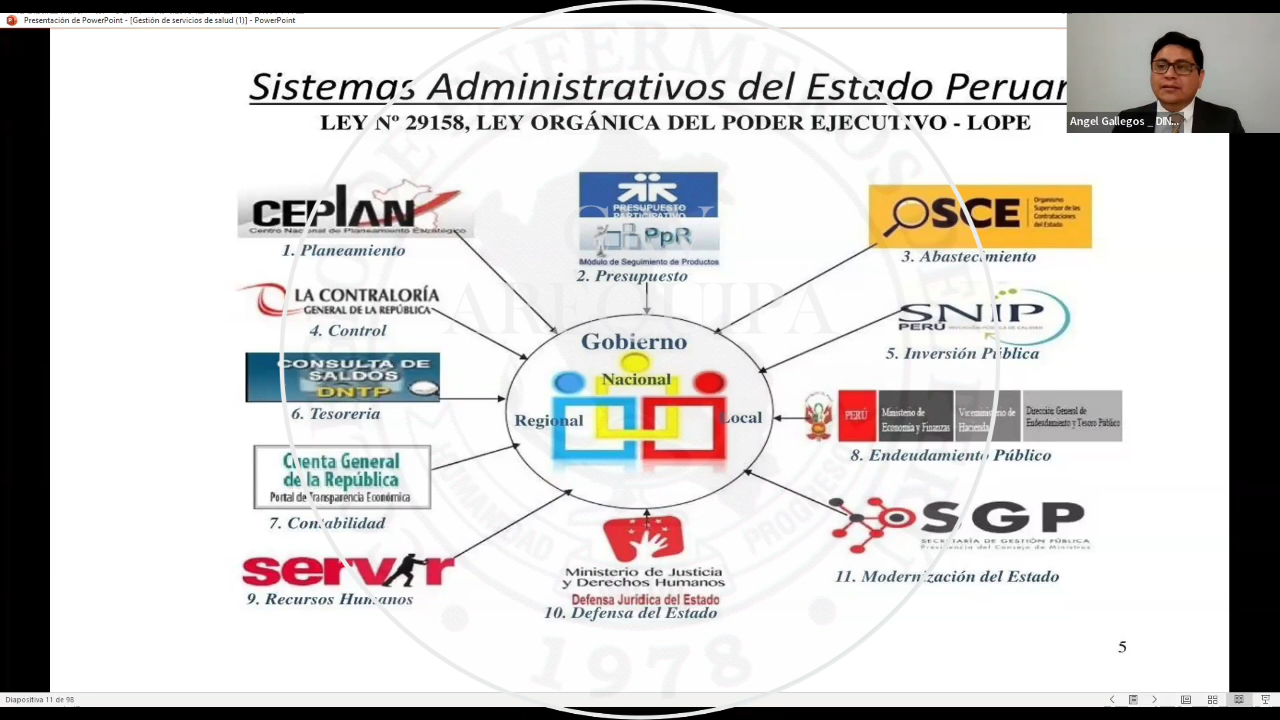 Presentación de PowerPoint - [Gestión de servicios de salud (1)] - PowerPoint
Sistemas Administrativos del Estado Peruan
LEY Nº 29158, LEY ORGÁNICA DEL PODER EJECUTIVO - LOPE
Angel Gallegos _ DIN...
CEPLAN
Centro Nacional de Planeamiento Estratégico
1. Planeamiento
PRESUPUESTO
PARTICIPATIVO
PpR
Módulo de Seguimiento de Productos
2. Presupuesto
OSCE
Organismo
Supervisor de las
Contrataciones
del Estado
3. Abastecimiento
LA CONTRALORÍA
GENERAL DE LA REPÚBLICA
4. Control
SNIP
PERÚ
5. Inversión Pública
CONSULTA DE
SALDOS
DNTP
6. Tesoreria
Gobierno
Nacional
Regional
Local
PERÚ
Ministerio de
Economía y Finanzas
Viceministerio de
Hacienda
Dirección General de
Endeudamiento y Tesoro Público
8. Endeudamiento Público
Cuenta General
de la República
Portal de Transparencia Económica
7. Contabilidad
SGP
SECRETARÍA DE GESTIÓN PÚBLICA
Presidencia del Consejo de Ministros
11. Modernización del Estado
servir
9. Recursos Humanos
Ministerio de Justicia
y Derechos Humanos
Defensa Jurídica del Estado
10. Defensa del Estado
AREQUIPA
1978
5
Diapositiva 11 de 98